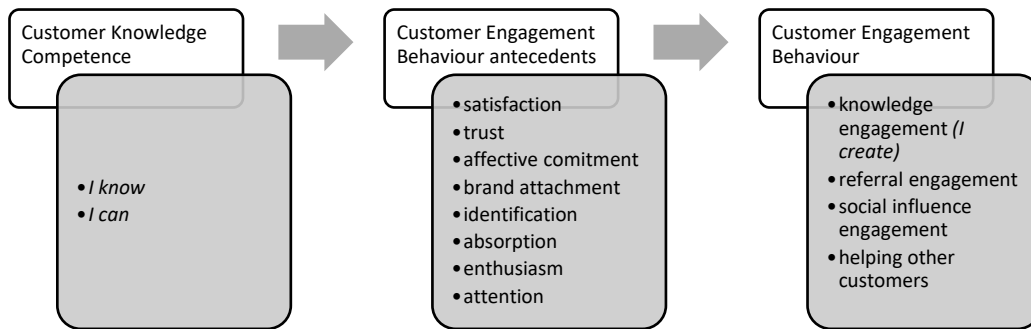 Customer Knowledge
Competence
• I know
• I can
Customer Engagement
Behaviour antecedents
• satisfaction
• trust
• affective comitment
• brand attachment
• identification
• absorption
• enthusiasm
• attention
Customer Engagement
Behaviour
• knowledge
engagement (I
create)
• referral engagement
• social influence
engagement
• helping other
customers